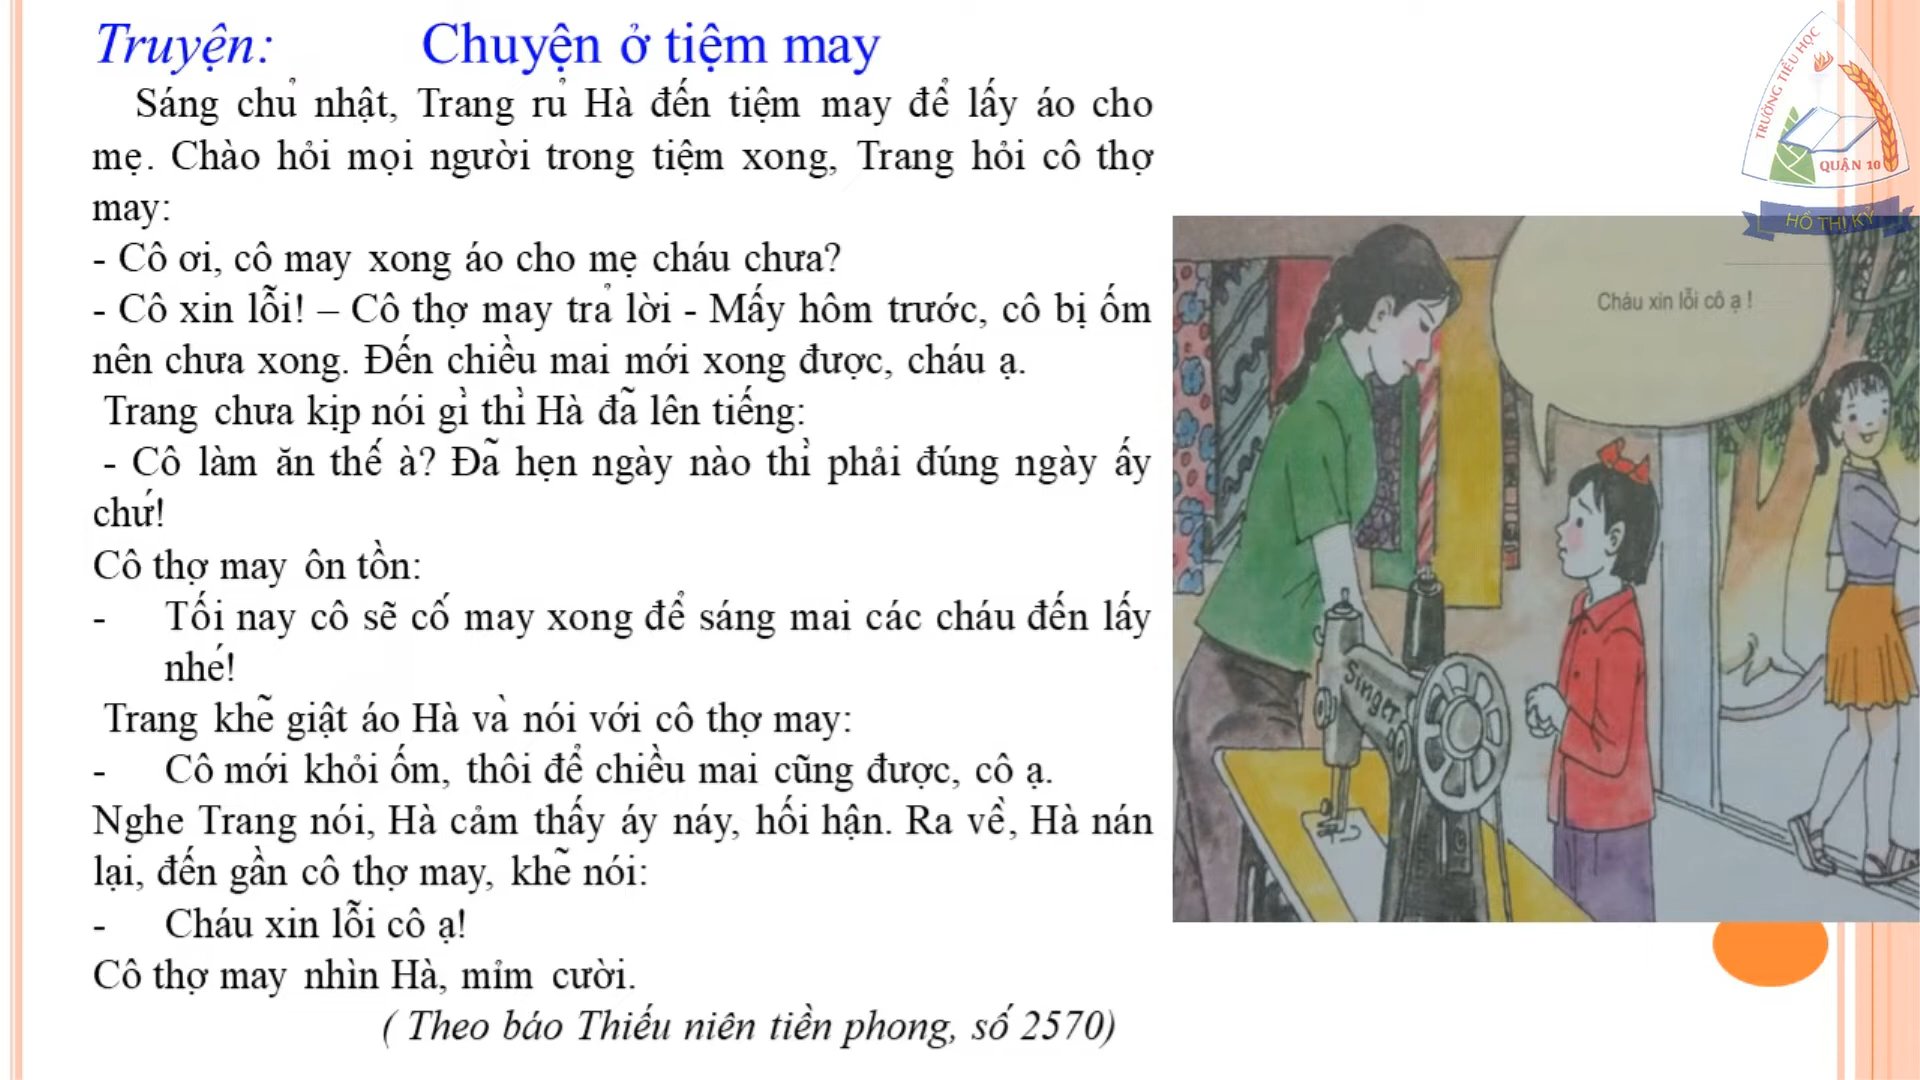 Truyện: Chuyện ở tiệm may
Sáng chủ nhật, Trang rủ Hà đến tiệm may để lấy áo cho
mẹ. Chào hỏi mọi người trong tiệm xong, Trang hỏi cô thợ
may:
- Cô ơi, cô may xong áo cho mẹ cháu chưa?
- Cô xin lỗi! – Cô thợ may trả lời - Mấy hôm trước, cô bị ốm
nên chưa xong. Đến chiều mai mới xong được, cháu ạ.
Trang chưa kịp nói gì thì Hà đã lên tiếng:
- Cô làm ăn thế à? Đã hẹn ngày nào thì phải đúng ngày ấy
chứ!
Cô thợ may ôn tồn:
- Tối nay cô sẽ cố may xong để sáng mai các cháu đến lấy
nhé!
Trang khẽ giật áo Hà và nói với cô thợ may:
- Cô mới khỏi ốm, thôi để chiều mai cũng được, cô ạ.
Nghe Trang nói, Hà cảm thấy áy náy, hối hận. Ra về, Hà nán
lại, đến gần cô thợ may, khẽ nói:
- Cháu xin lỗi cô ạ!
Cô thợ may nhìn Hà, mỉm cười.
( Theo báo Thiếu niên tiền phong, số 2570)
TRƯỜNG TIỂU HỌC
QUẬN 10
HỒ THỊ KỶ
Cháu xin lỗi cô ạ !
Singer